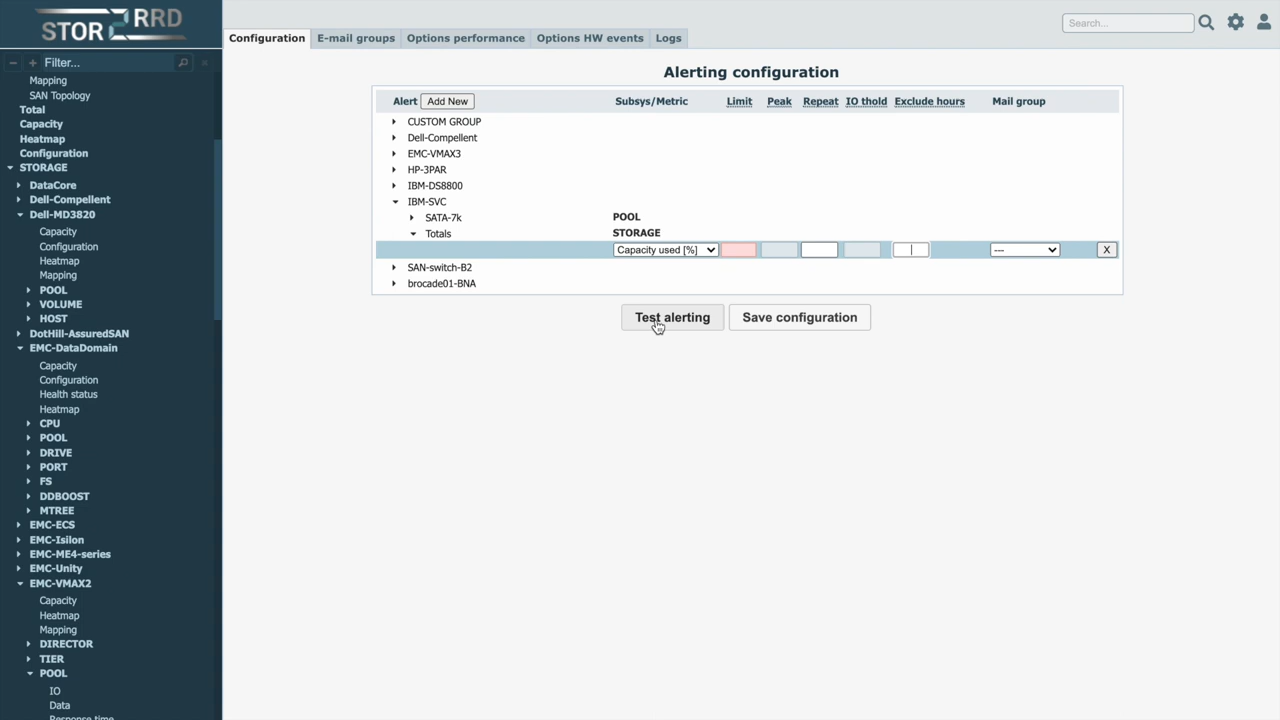 STOR2RRD
Search...
Configuration
E-mail groups
Options performance
Options HW events
Logs
Filter...
Mapping
SAN Topology
Total
Capacity
Heatmap
Configuration
STORAGE
DataCore
Dell-Compellent
Dell-MD3820
Capacity
Configuration
Heatmap
Mapping
POOL
VOLUME
HOST
DotHill-AssuredSAN
EMC-DataDomain
Capacity
Configuration
Health status
Heatmap
CPU
POOL
DRIVE
PORT
FS
DDBOOST
MTREE
EMC-ECS
EMC-Isilon
EMC-ME4-series
EMC-Unity
EMC-VMAX2
Capacity
Heatmap
Mapping
DIRECTOR
TIER
POOL
IO
Data
Response time
Alerting configuration
Alert Add New Subsys/Metric Limit Peak Repeat IO thold Exclude hours Mail group
CUSTOM GROUP
Dell-Compellent
EMC-VMAX3
HP-3PAR
IBM-DS8800
IBM-SVC
SATA-7k POOL
Totals STORAGE
Capacity used [%] --- X
SAN-switch-B2
brocade01-BNA
Test alerting Save configuration